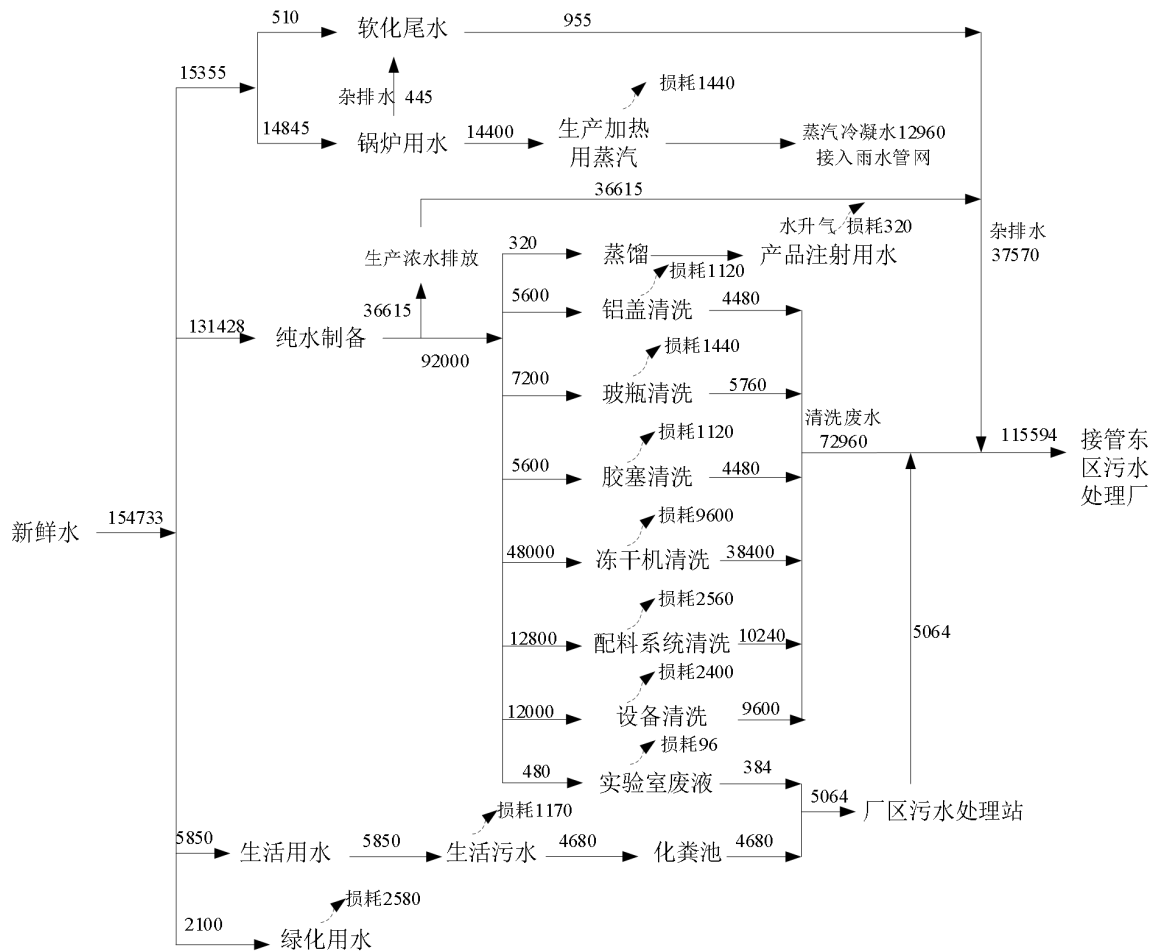 510
软化尾水
955
15355
杂排水 445
损耗1440
14845
锅炉用水
14400
生产加热
用蒸汽
蒸汽冷凝水12960
接入雨水管网
36615
生产浓水排放
320
蒸馏
水升气 损耗320
产品注射用水
杂排水
37570
损耗1120
36615
5600
铝盖清洗
4480
131428
纯水制备
92000
损耗1440
7200
玻瓶清洗
5760
清洗废水
72960
损耗1120
5600
胶塞清洗
4480
115594
接管东
区污水
处理厂
新鲜水
154733
损耗9600
48000
冻干机清洗
38400
损耗2560
12800
配料系统清洗
10240
5064
损耗2400
12000
设备清洗
9600
损耗96
480
实验室废液
384
5064
厂区污水处理站
损耗1170
5850
生活用水
5850
生活污水
4680
化粪池
4680
损耗2580
2100
绿化用水